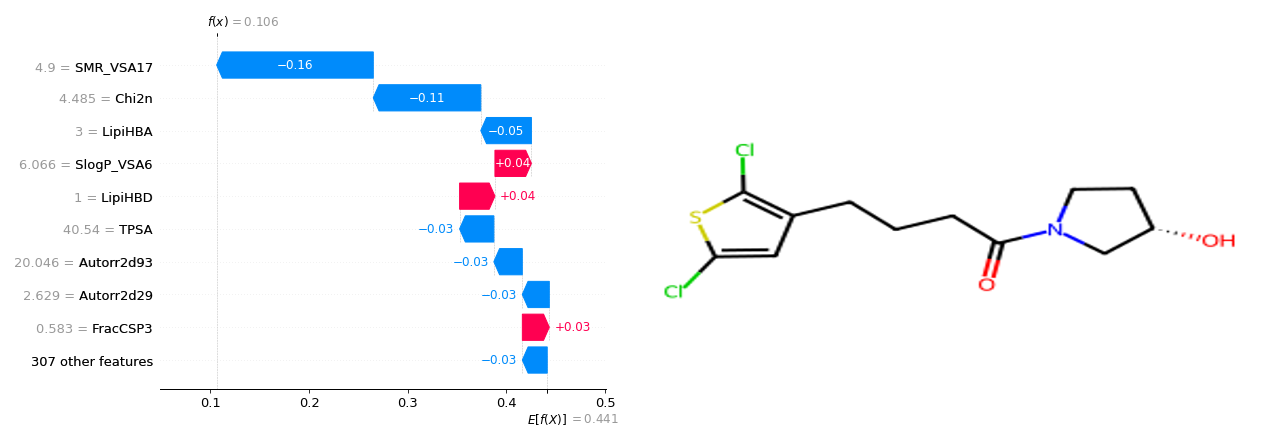 f(x) = 0.106
4.9 = SMR_VSA17
−0.16
4.485 = Chi2n
−0.11
3 = LipiHBA
−0.05
6.066 = SlogP_VSA6
+0.04
1 = LipiHBD
+0.04
40.54 = TPSA
−0.03
20.046 = Autorr2d93
−0.03
2.629 = Autorr2d29
−0.03
0.583 = FracCSP3
+0.03
307 other features
−0.03
0.1 0.2 0.3 0.4 0.5
E[f(X)] = 0.441
Cl
S
N
OH
O
Cl